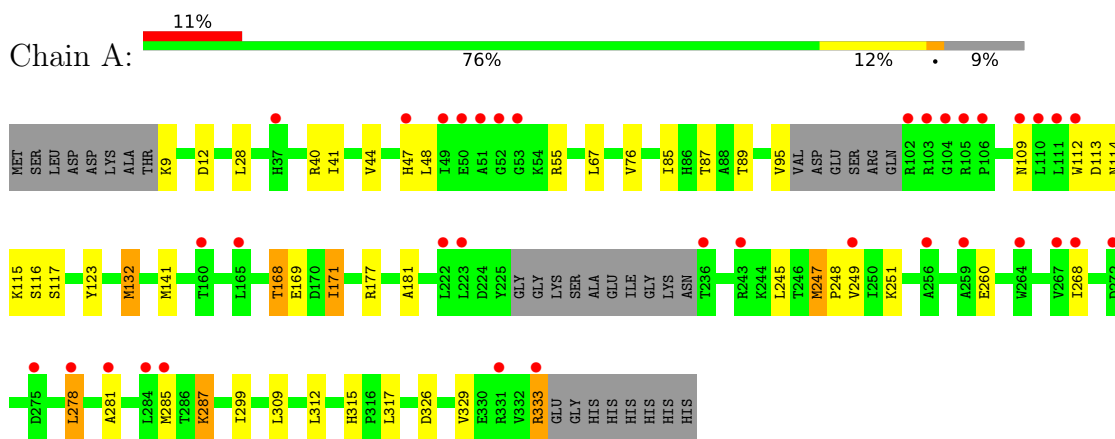 11%
Chain A:
76% 12% • 9%
MET SER LEU ASP ASP LYS ALA THR K9 D12 L28 H37 R40 I41 V44 H47 L48 I49 E50 A51 G52 G53 K54 R55 L67 V76 I85 H86 T87 A88 T89 V95 VAL ASP GLU SER ARG GLN R102 R103 G104 R105 P106 N109 L110 L111 W112 D113 N114
K115 S116 S117 Y123 M132 M141 T160 L165 T168 E169 D170 I171 R177 A181 L222 L223 D224 Y225 GLY GLY LYS SER ALA GLU ILE GLY LYS ASN T236 R243 K244 L245 T246 M247 P248 V249 I250 K251 A256 A259 E260 W264 V267 I268
D275 L278 A281 L284 M285 T286 K287 I299 L309 L312 H315 P316 L317 D326 V329 E330 R331 V332 R333 GLU GLY HIS HIS HIS HIS HIS HIS